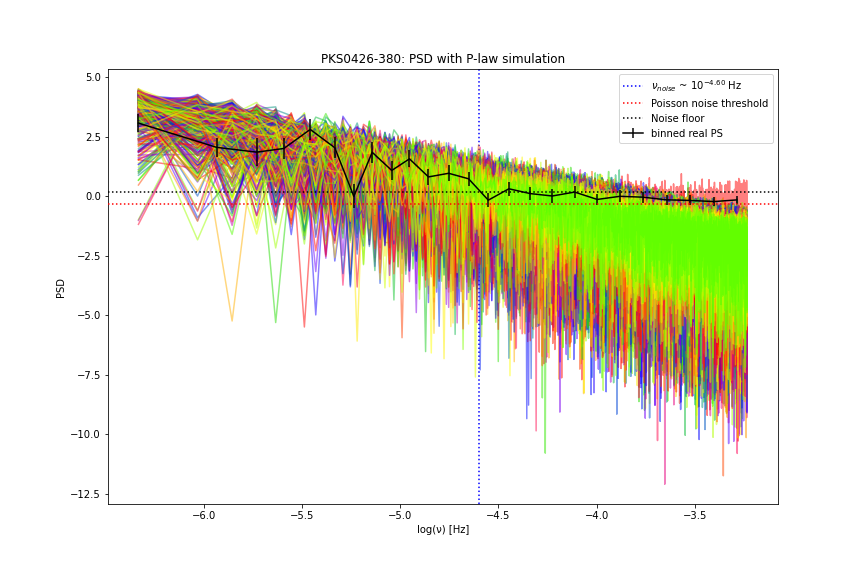 PKS0426-380: PSD with P-law simulation
5.0
2.5
0.0
−2.5
−5.0
−7.5
−10.0
−12.5
PSD
ν_noise ~ 10^−4.60 Hz
Poisson noise threshold
Noise floor
binned real PS
−6.0 −5.5 −5.0 −4.5 −4.0 −3.5
log(ν) [Hz]